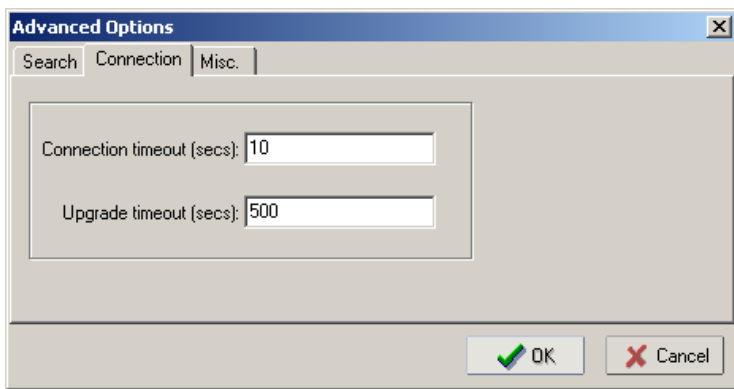 Advanced Options
Search Connection Misc.
Connection timeout (secs): 10
Upgrade timeout (secs): 500
OK Cancel